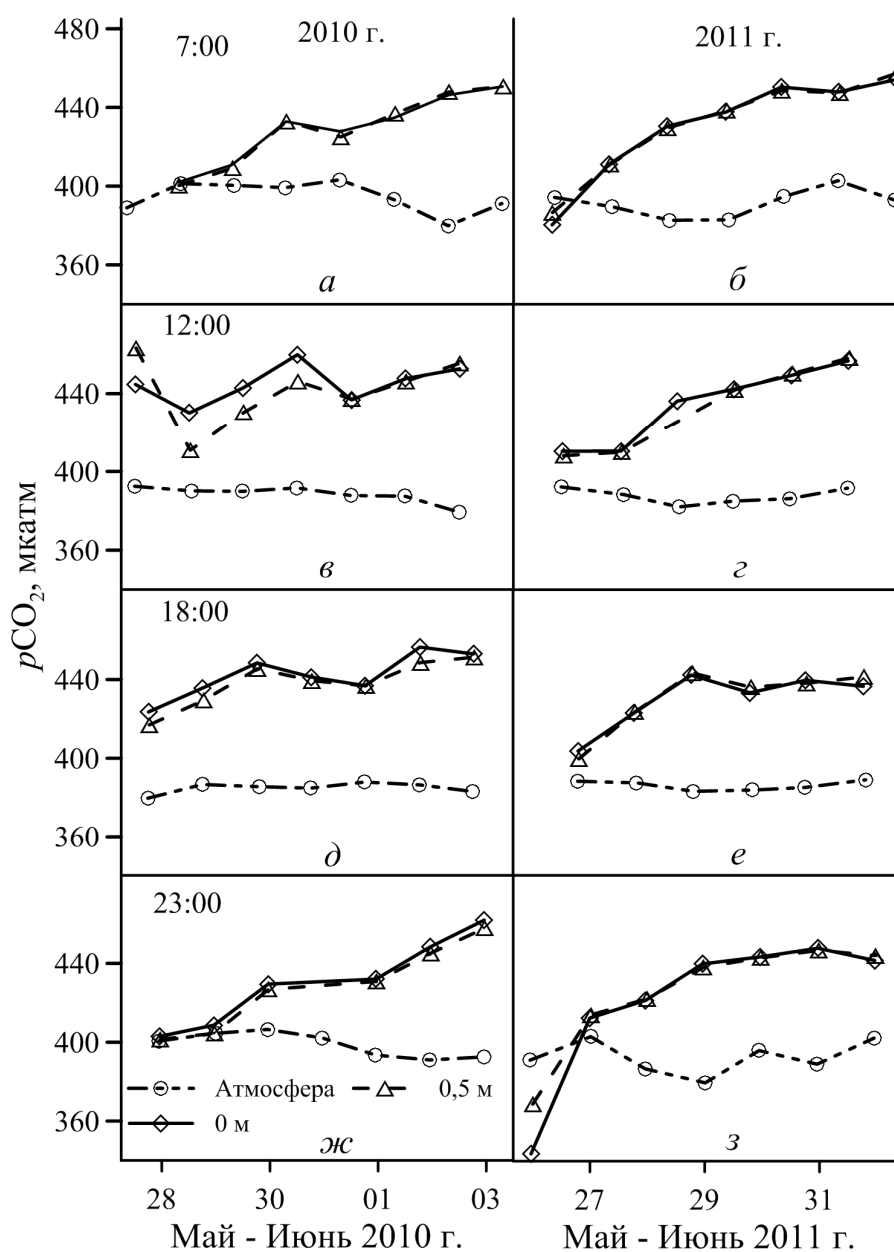 480
7:00
2010 г.
2011 г.
440
400
360
а
б
12:00
440
400
360
в
г
18:00
440
400
360
д
е
23:00
440
400
360
Атмосфера
0,5 м
0 м
ж
з
pCO₂, мкатм
28
30
01
03
27
29
31
Май - Июнь 2010 г.
Май - Июнь 2011 г.